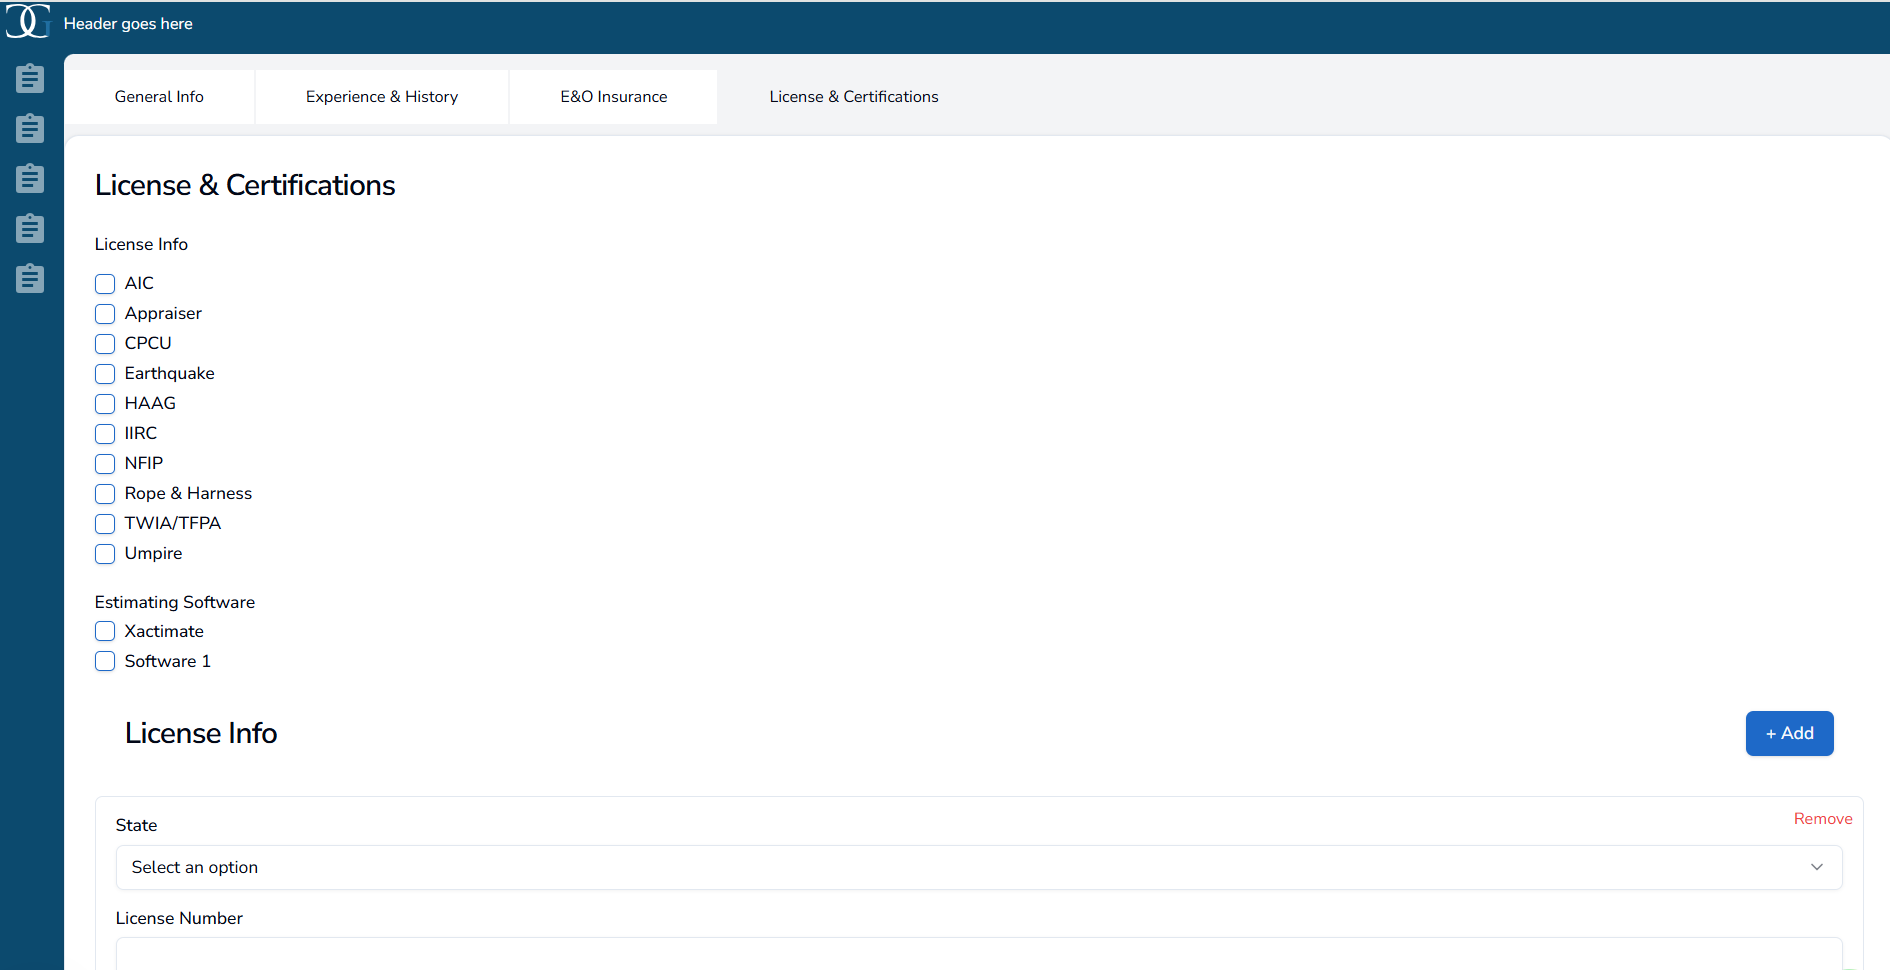 CG
Header goes here
General Info
Experience & History
E&O Insurance
License & Certifications
License & Certifications
License Info
AIC
Appraiser
CPCU
Earthquake
HAAG
IIRC
NFIP
Rope & Harness
TWIA/TFPA
Umpire
Estimating Software
Xactimate
Software 1
License Info
+ Add
State
Remove
Select an option
License Number